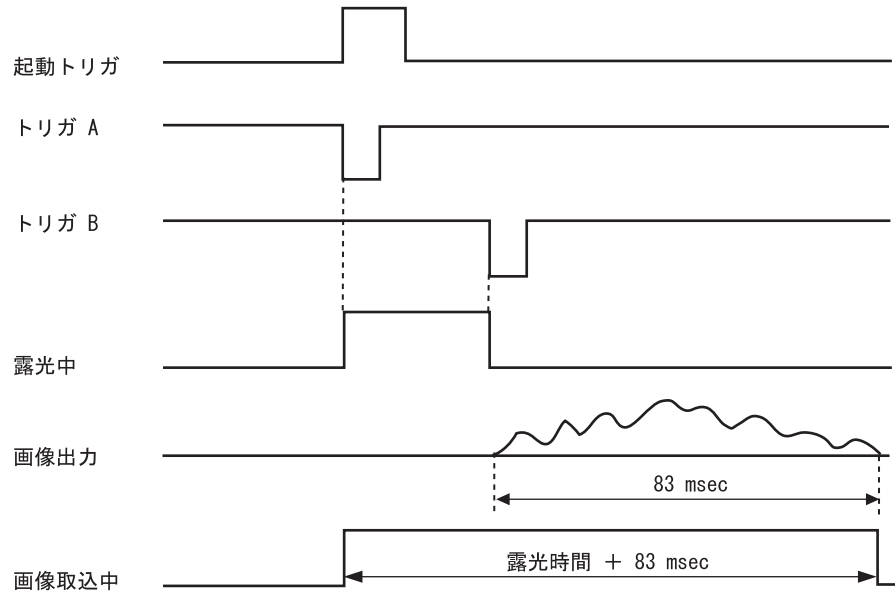 起動トリガ
トリガ A
トリガ B
露光中
画像出力
83 msec
画像取込中
露光時間 + 83 msec